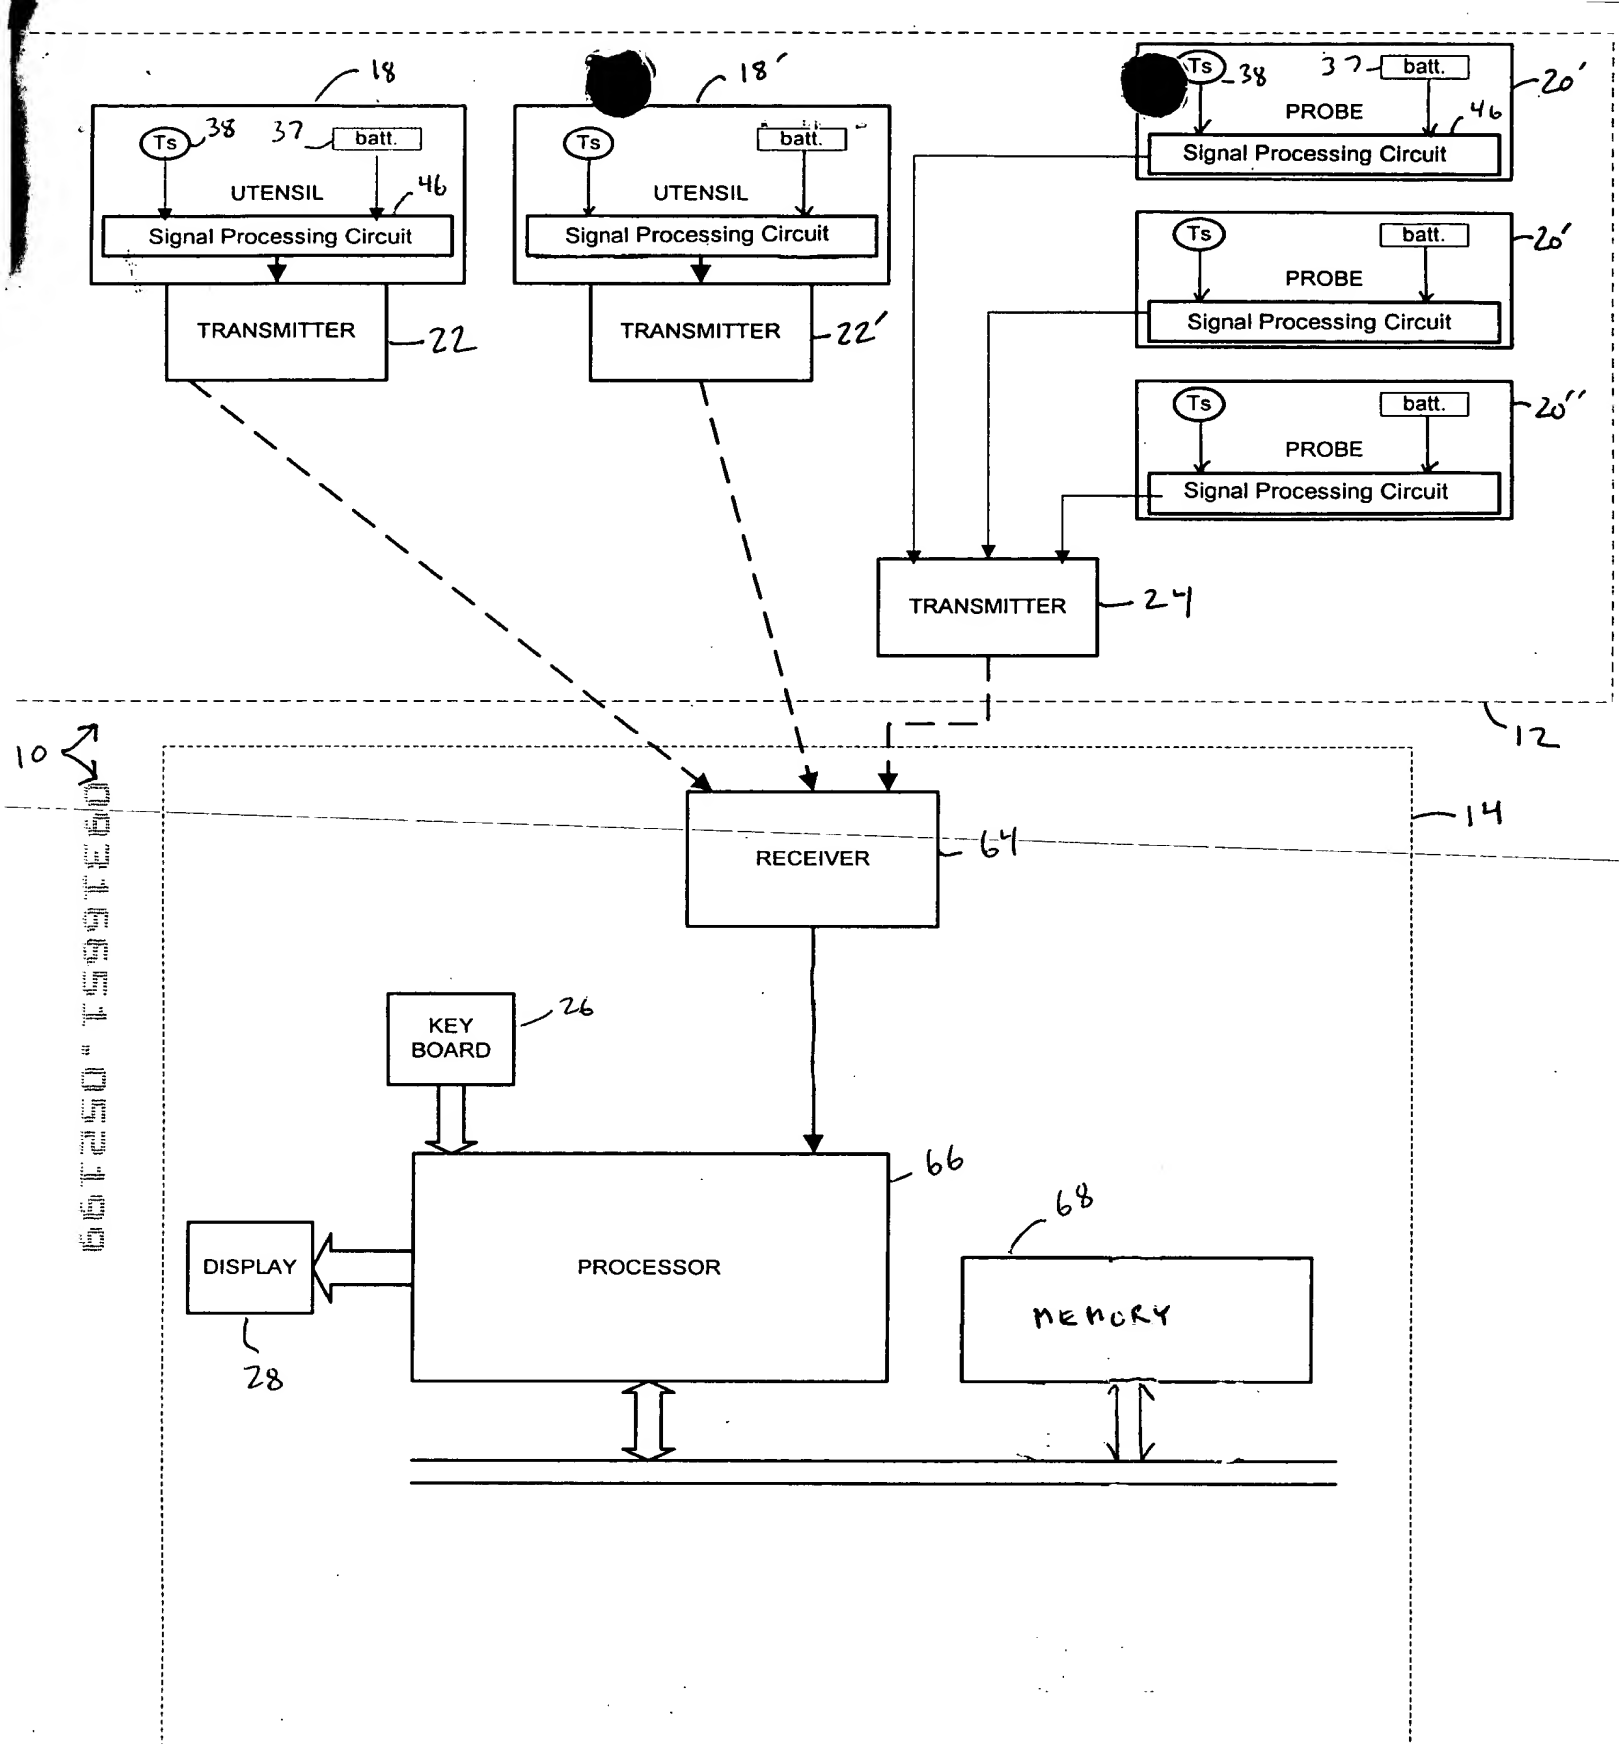 18
18′
Ts
38
37
batt.
20′
Ts
38
37
batt.
46
UTENSIL
Signal Processing Circuit
Ts
batt.
UTENSIL
Signal Processing Circuit
PROBE
46
Signal Processing Circuit
TRANSMITTER
22
TRANSMITTER
22′
Ts
batt.
20′
PROBE
Signal Processing Circuit
Ts
batt.
20′′
PROBE
Signal Processing Circuit
TRANSMITTER
24
12
10
14
RECEIVER
64
09316651.052199
KEY
BOARD
26
66
PROCESSOR
DISPLAY
28
68
MEMORY